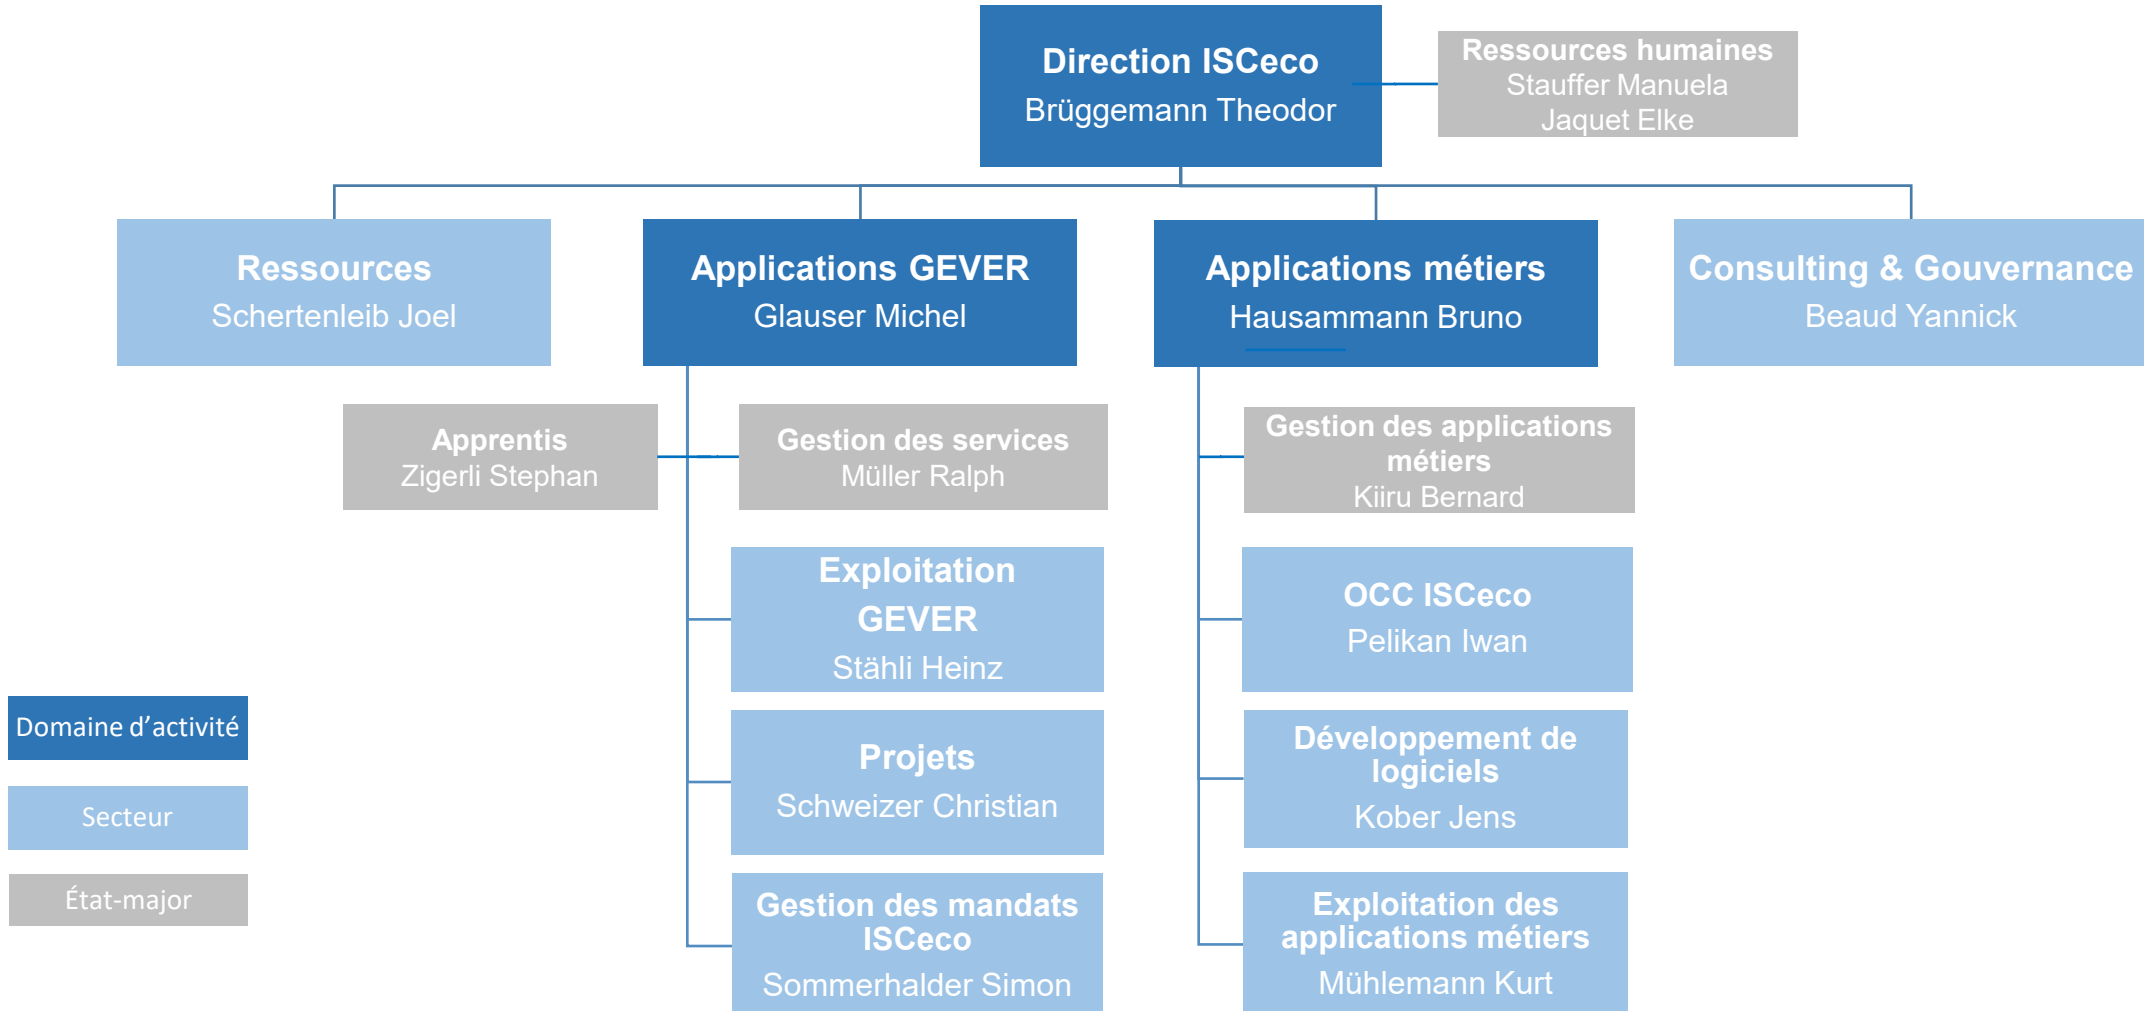 Direction ISCeco
Brüggemann Theodor
Ressources humaines
Stauffer Manuela
Jaquet Elke
Ressources
Schertenleib Joel
Applications GEVER
Glauser Michel
Applications métiers
Hausammann Bruno
Consulting & Gouvernance
Beaud Yannick
Apprentis
Zigerli Stephan
Gestion des services
Müller Ralph
Gestion des applications
métiers
Kiiru Bernard
Exploitation
GEVER
Stähli Heinz
OCC ISCeco
Pelikan Iwan
Projets
Schweizer Christian
Développement de
logiciels
Kober Jens
Gestion des mandats
ISCeco
Sommerhalder Simon
Exploitation des
applications métiers
Mühlemann Kurt
Domaine d’activité
Secteur
État-major